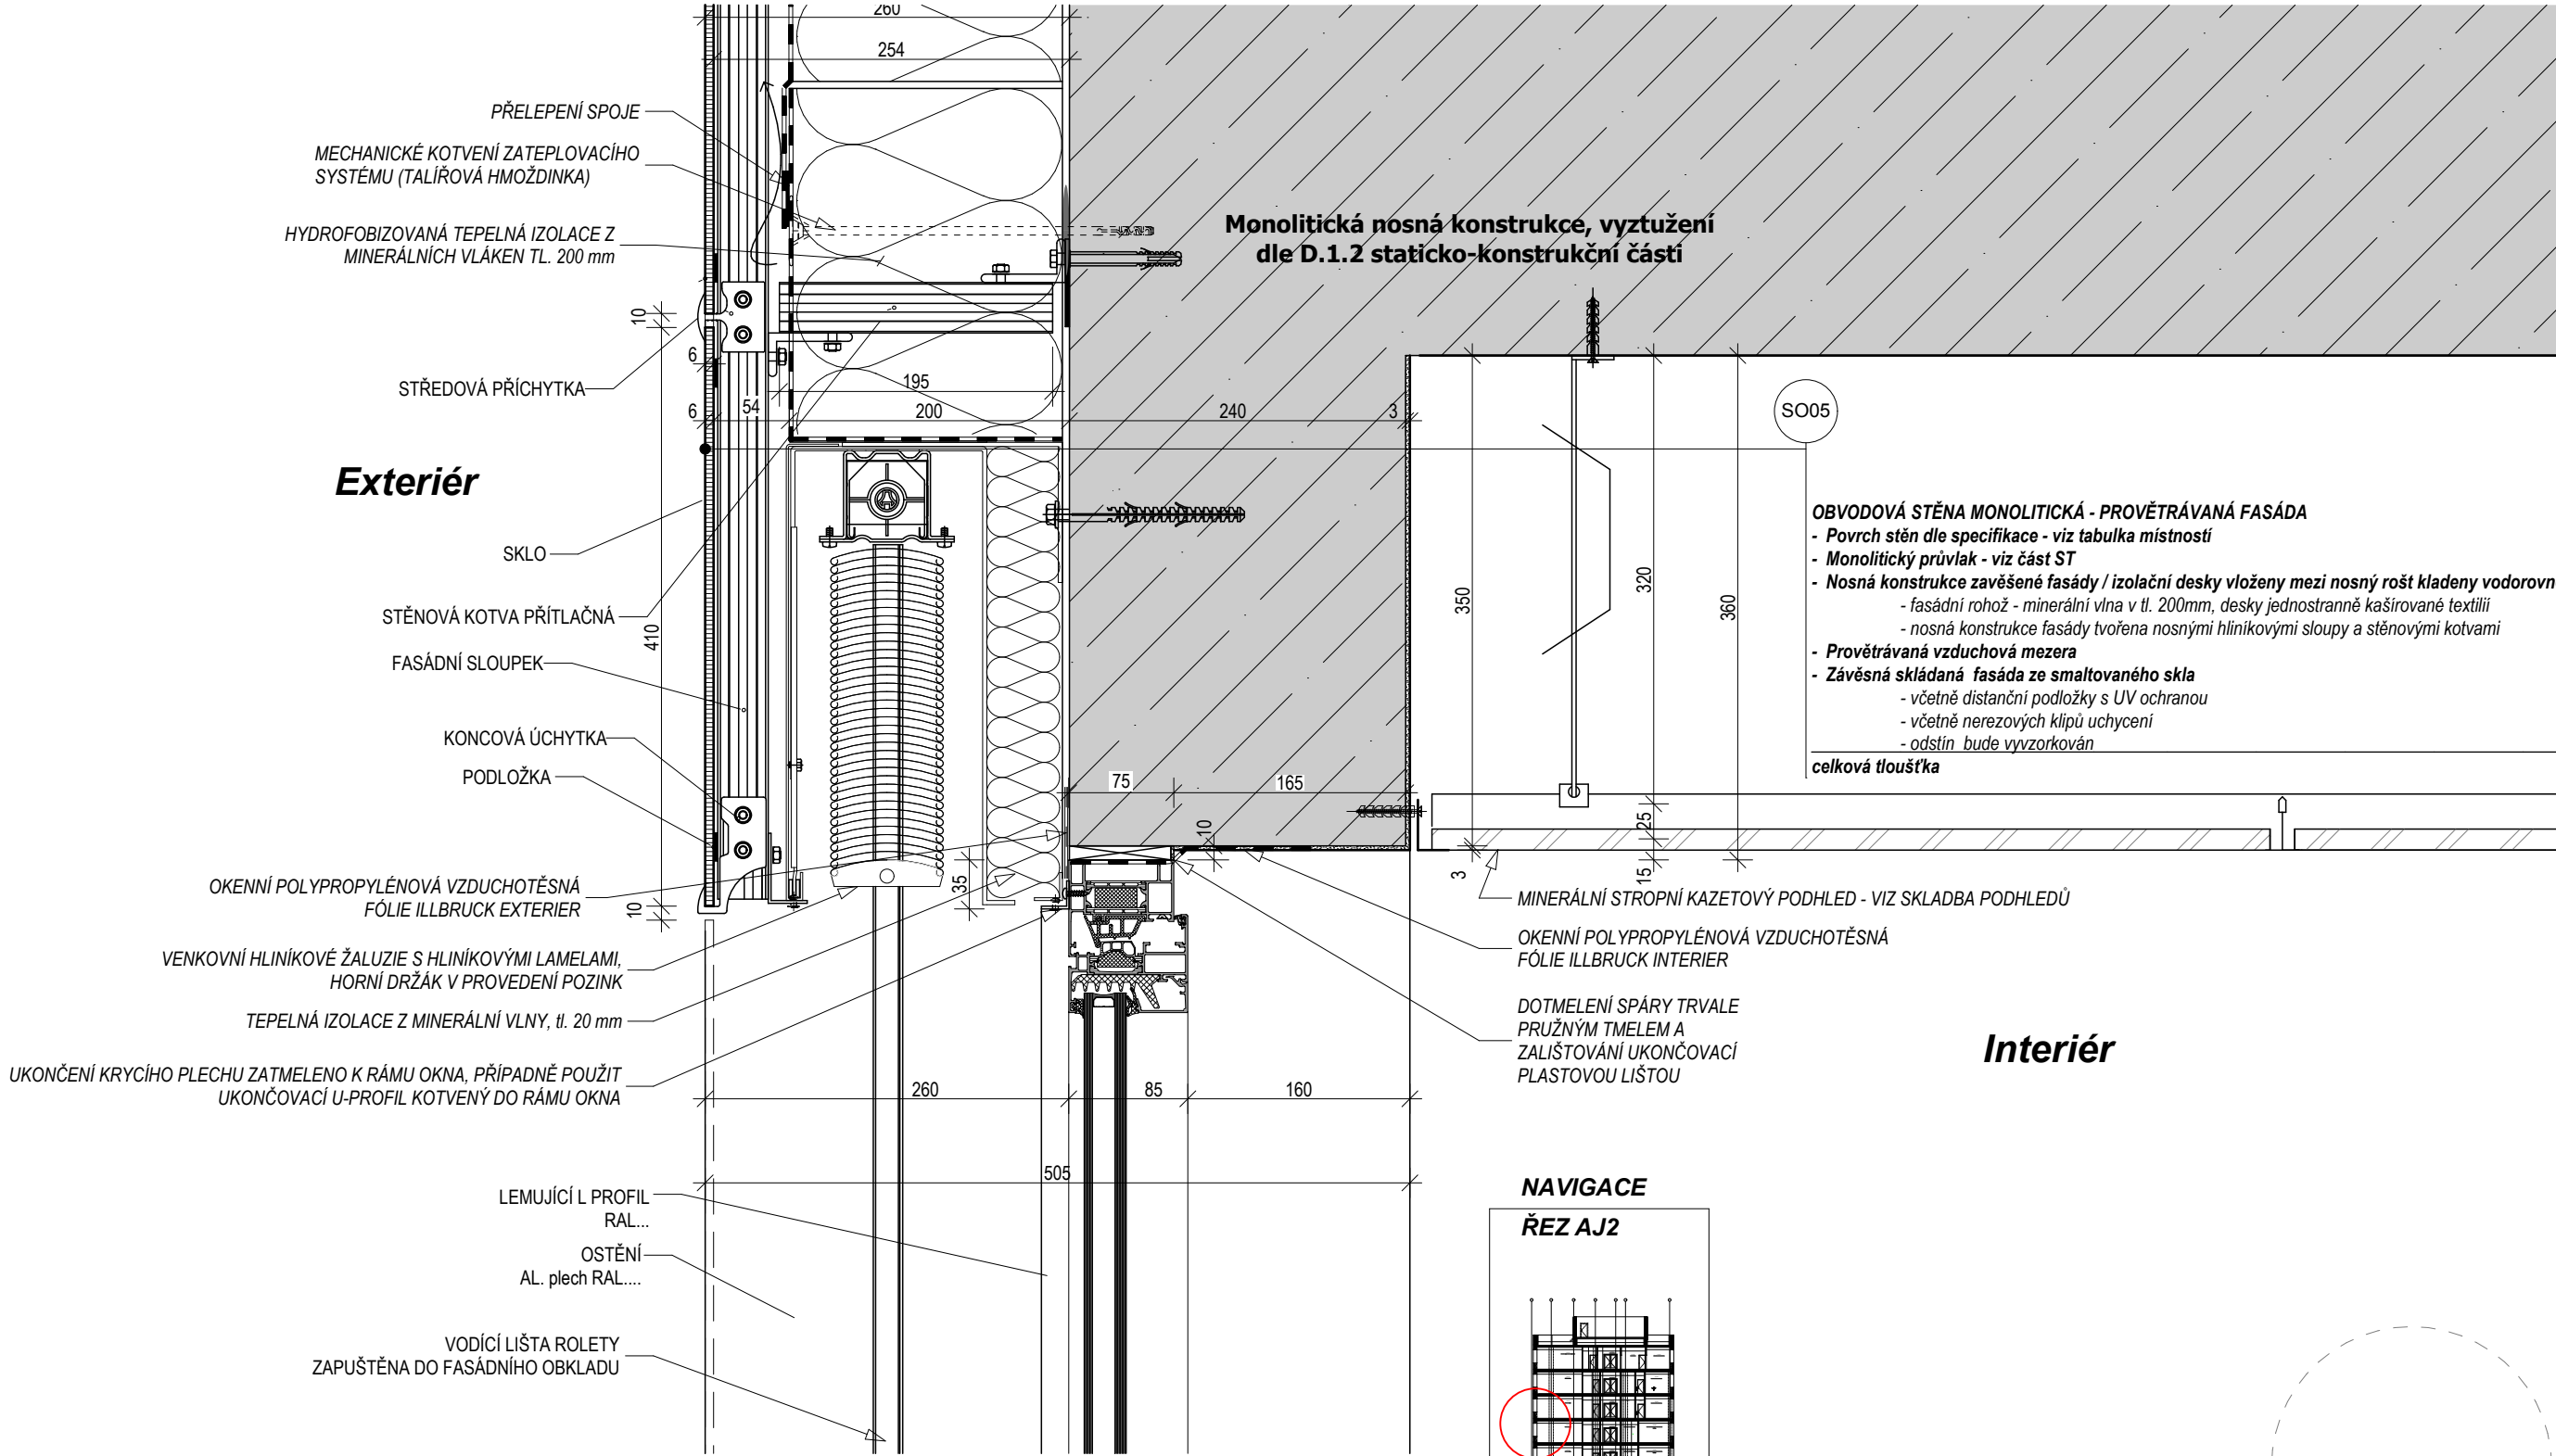 260
254
PŘELEPENÍ SPOJE
MECHANICKÉ KOTVENÍ ZATEPLOVACÍHO
SYSTÉMU (TALÍŘOVÁ HMOŽDINKA)
HYDROFOBIZOVANÁ TEPELNÁ IZOLACE Z
MINERÁLNÍCH VLÁKEN TL. 200 mm
Monolitická nosná konstrukce, vyztužení
dle D.1.2 staticko-konstrukční části
10
6
STŘEDOVÁ PŘÍCHYTKA
195
6
54
200
240
3
SO05
Exteriér
SKLO
STĚNOVÁ KOTVA PŘÍTLAČNÁ
410
FASÁDNÍ SLOUPEK
KONCOVÁ ÚCHYTKA
PODLOŽKA
350
320
360
OBVODOVÁ STĚNA MONOLITICKÁ - PROVĚTRÁVANÁ FASÁDA
- Povrch stěn dle specifikace - viz tabulka místností
- Monolitický průvlak - viz část ST
- Nosná konstrukce zavěšené fasády / izolační desky vloženy mezi nosný rošt kladeny vodorovn
- fasádní rohož - minerální vlna v tl. 200mm, desky jednostranně kašírované textilií
- nosná konstrukce fasády tvořena nosnými hliníkovými sloupy a stěnovými kotvami
- Provětrávaná vzduchová mezera
- Závěsná skládaná fasáda ze smaltovaného skla
- včetně distanční podložky s UV ochranou
- včetně nerezových klipů uchycení
- odstín bude vyvzorkován
celková tloušťka
75
165
10
25
3
15
35
10
OKENNÍ POLYPROPYLÉNOVÁ VZDUCHOTĚSNÁ
FÓLIE ILLBRUCK EXTERIER
VENKOVNÍ HLINÍKOVÉ ŽALUZIE S HLINÍKOVÝMI LAMELAMI,
HORNÍ DRŽÁK V PROVEDENÍ POZINK
TEPELNÁ IZOLACE Z MINERÁLNÍ VLNY, tl. 20 mm
UKONČENÍ KRYCÍHO PLECHU ZATMELENO K RÁMU OKNA, PŘÍPADNĚ POUŽIT
UKONČOVACÍ U-PROFIL KOTVENÝ DO RÁMU OKNA
MINERÁLNÍ STROPNÍ KAZETOVÝ PODHLED - VIZ SKLADBA PODHLEDŮ
OKENNÍ POLYPROPYLÉNOVÁ VZDUCHOTĚSNÁ
FÓLIE ILLBRUCK INTERIER
DOTMELENÍ SPÁRY TRVALE
PRUŽNÝM TMELEM A
ZALIŠTOVÁNÍ UKONČOVACÍ
PLASTOVOU LIŠTOU
Interiér
260
85
160
505
LEMUJÍCÍ L PROFIL
RAL...
OSTĚNÍ
AL. plech RAL....
VODÍCÍ LIŠTA ROLETY
ZAPUŠTĚNA DO FASÁDNÍHO OBKLADU
NAVIGACE
ŘEZ AJ2